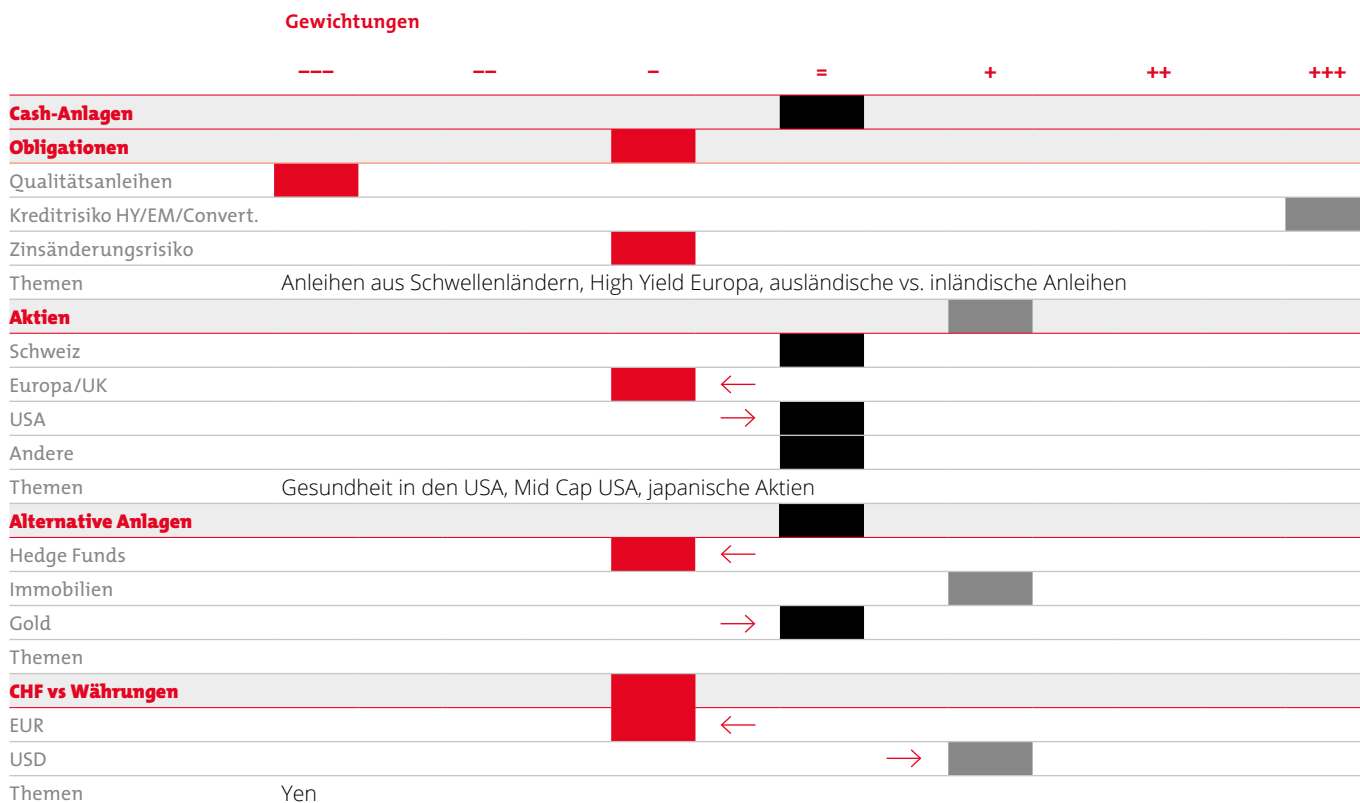 Gewichtungen
––– –– – = + ++ +++
Cash-Anlagen
Obligationen
Qualitätsanleihen
Kreditrisiko HY/EM/Convert.
Zinsänderungsrisiko
Themen Anleihen aus Schwellenländern, High Yield Europa, ausländische vs. inländische Anleihen
Aktien
Schweiz
Europa/UK ←
USA →
Andere
Themen Gesundheit in den USA, Mid Cap USA, japanische Aktien
Alternative Anlagen
Hedge Funds ←
Immobilien
Gold →
Themen
CHF vs Währungen
EUR ←
USD →
Themen Yen